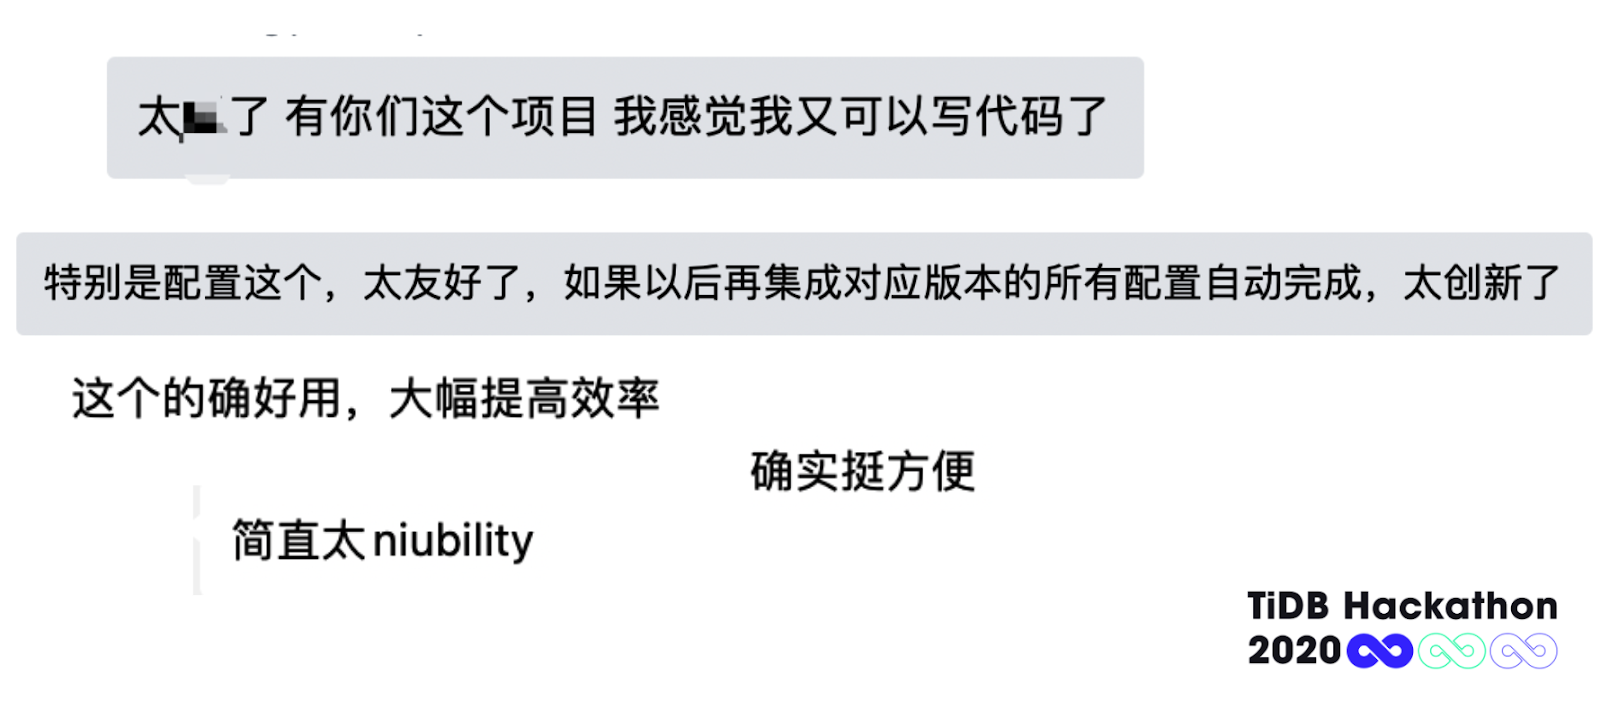 太了 有你们这个项目 我感觉我又可以写代码了
特别是配置这个，太友好了，如果以后再集成对应版本的所有配置自动完成，太创新了
这个的确好用，大幅提高效率
确实挺方便
简直太niubility
TiDB Hackathon
2020